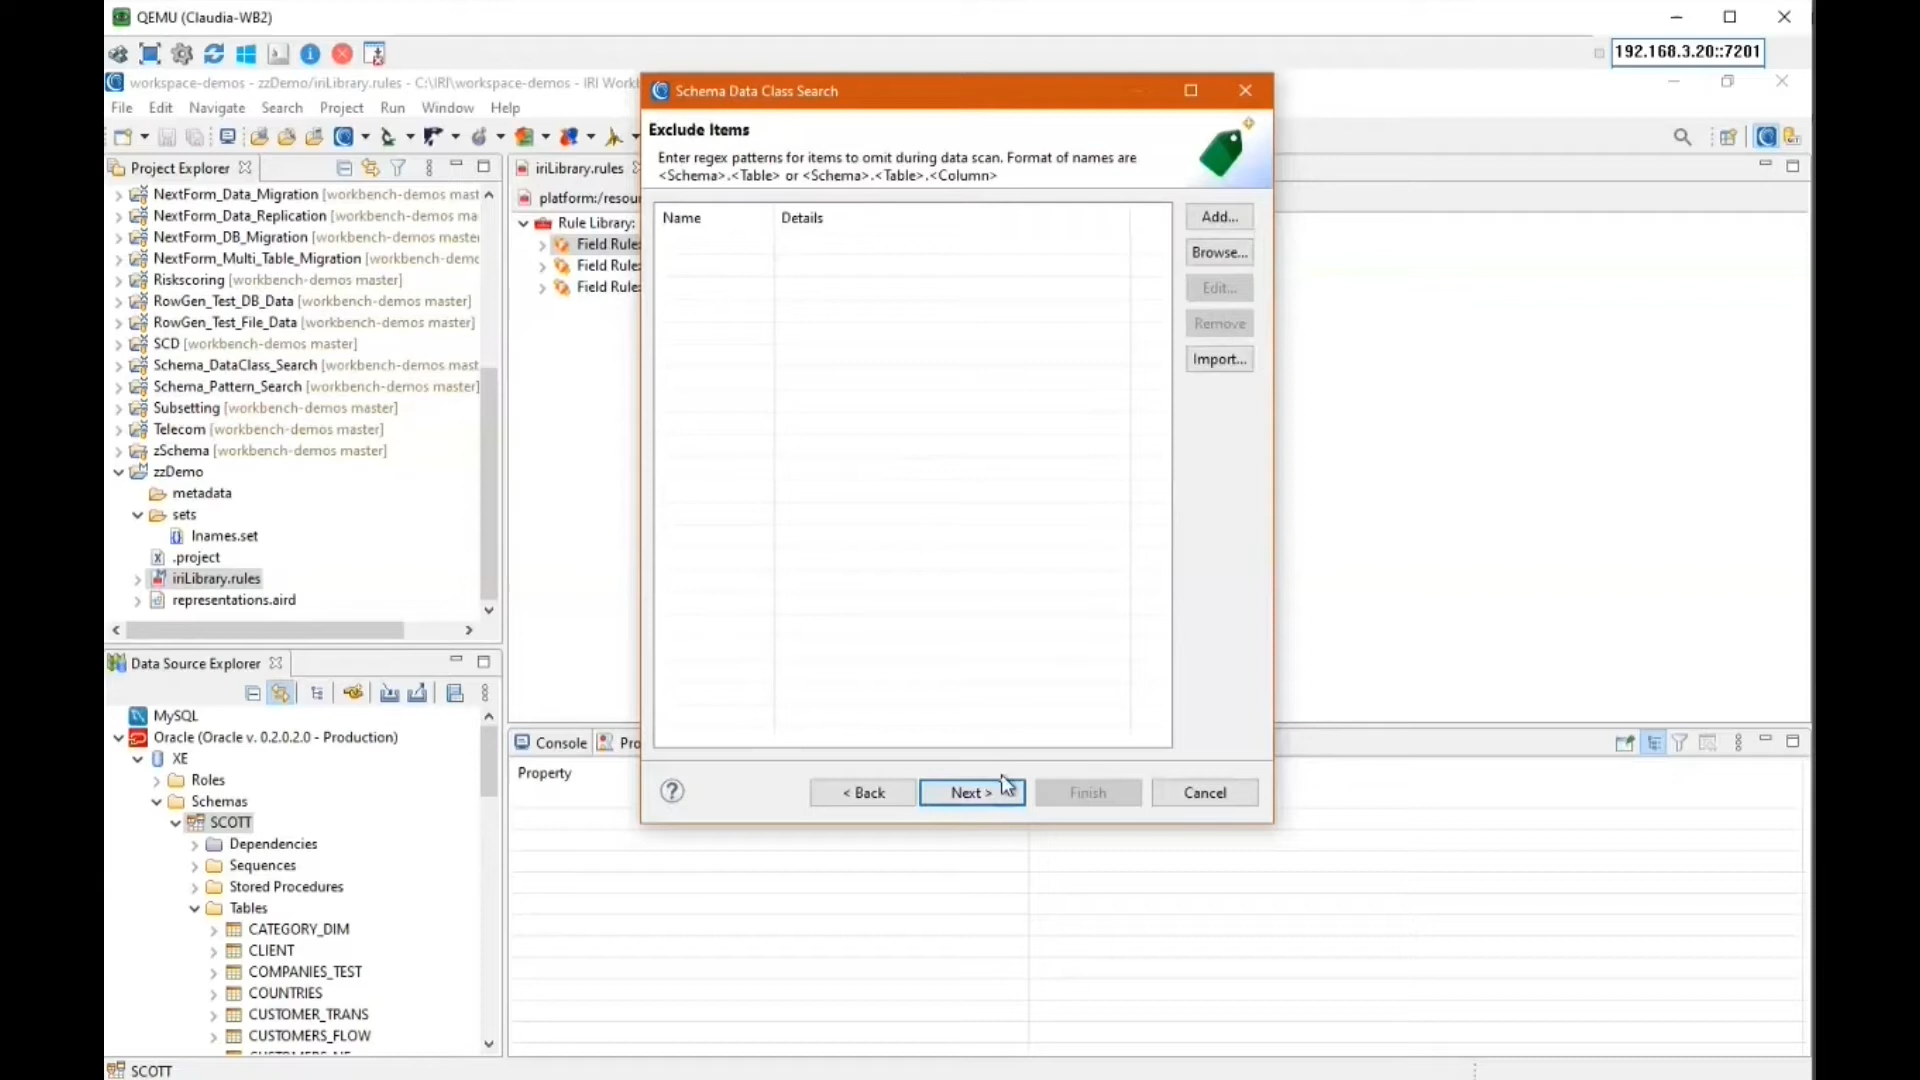 QEMU (Claudia-WB2)
192.168.3.20::7201
workspace-demos - zzDemo/iriLibrary.rules - C:\IRI\workspace-demos - IRI Work
File Edit Navigate Search Project Run Window Help
Project Explorer
NextForm_Data_Migration [workbench-demos mast
NextForm_Data_Replication [workbench-demos ma
NextForm_DB_Migration [workbench-demos master
NextForm_Multi_Table_Migration [workbench-demo
Riskscoring [workbench-demos master]
RowGen_Test_DB_Data [workbench-demos master]
RowGen_Test_File_Data [workbench-demos master]
SCD [workbench-demos master]
Schema_DataClass_Search [workbench-demos mast
Schema_Pattern_Search [workbench-demos master]
Subsetting [workbench-demos master]
Telecom [workbench-demos master]
zSchema [workbench-demos master]
zzDemo
metadata
sets
lnames.set
.project
iriLibrary.rules
representations.aird
iriLibrary.rules
platform:/resou
Rule Library:
Field Rule
Field Rule
Field Rule
Schema Data Class Search
Exclude Items
Enter regex patterns for items to omit during data scan. Format of names are
<Schema>.<Table> or <Schema>.<Table>.<Column>
Name Details
Add...
Browse...
Edit...
Remove
Import...
< Back Next > Finish Cancel
Data Source Explorer
MySQL
Oracle (Oracle v. 0.2.0.2.0 - Production)
XE
Roles
Schemas
SCOTT
Dependencies
Sequences
Stored Procedures
Tables
CATEGORY_DIM
CLIENT
COMPANIES_TEST
COUNTRIES
CUSTOMER_TRANS
CUSTOMERS_FLOW
Console Pro
Property
SCOTT